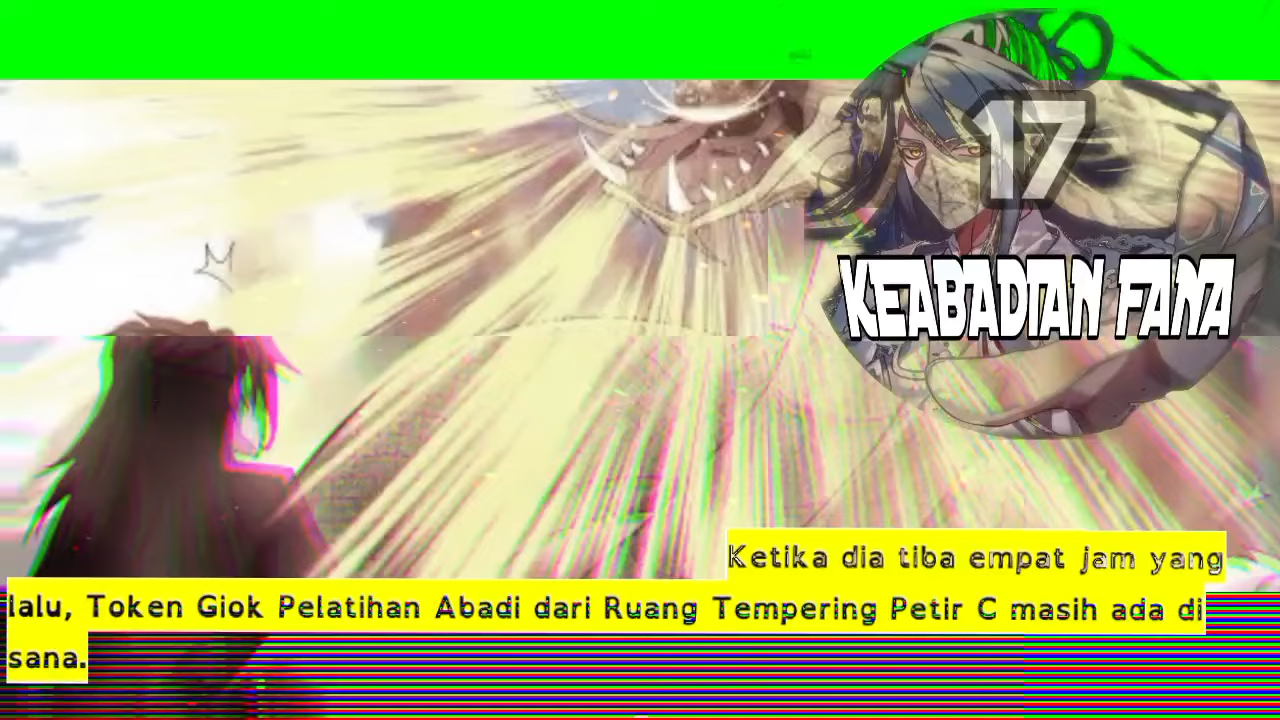 17
KEABADIAN FANA
Ketika dia tiba empat jam yang
lalu, Token Giok Pelatihan Abadi dari Ruang Tempering Petir C masih ada di
sana.